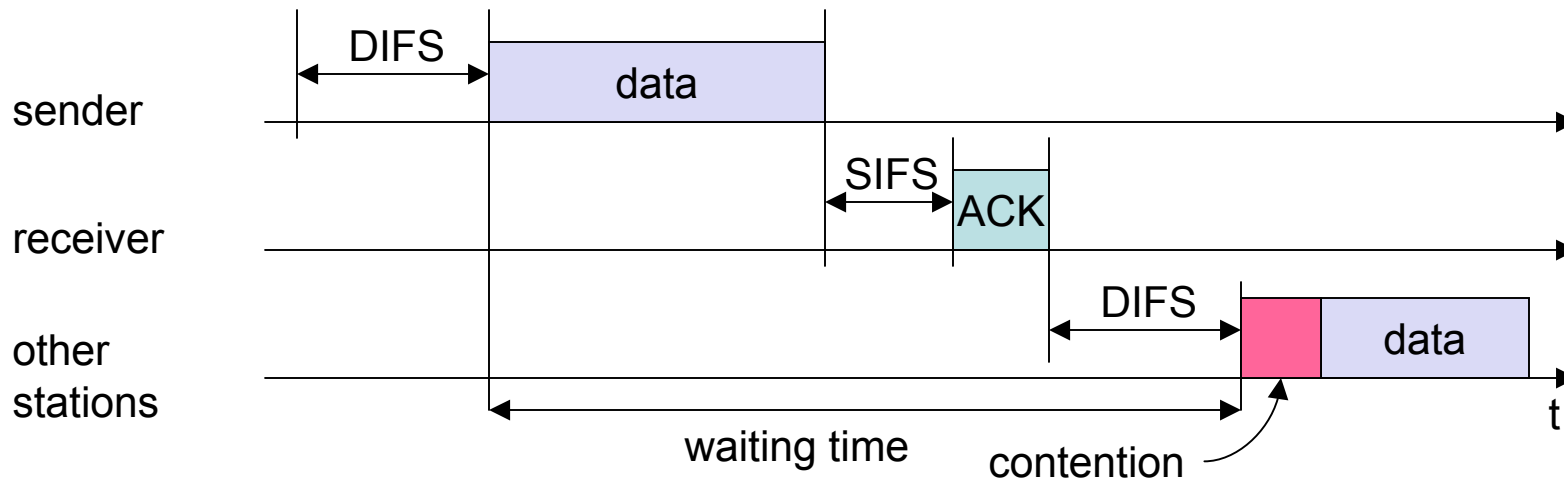 DIFS
data
sender
SIFS
ACK
receiver
DIFS
data
other
stations
t
waiting time
contention